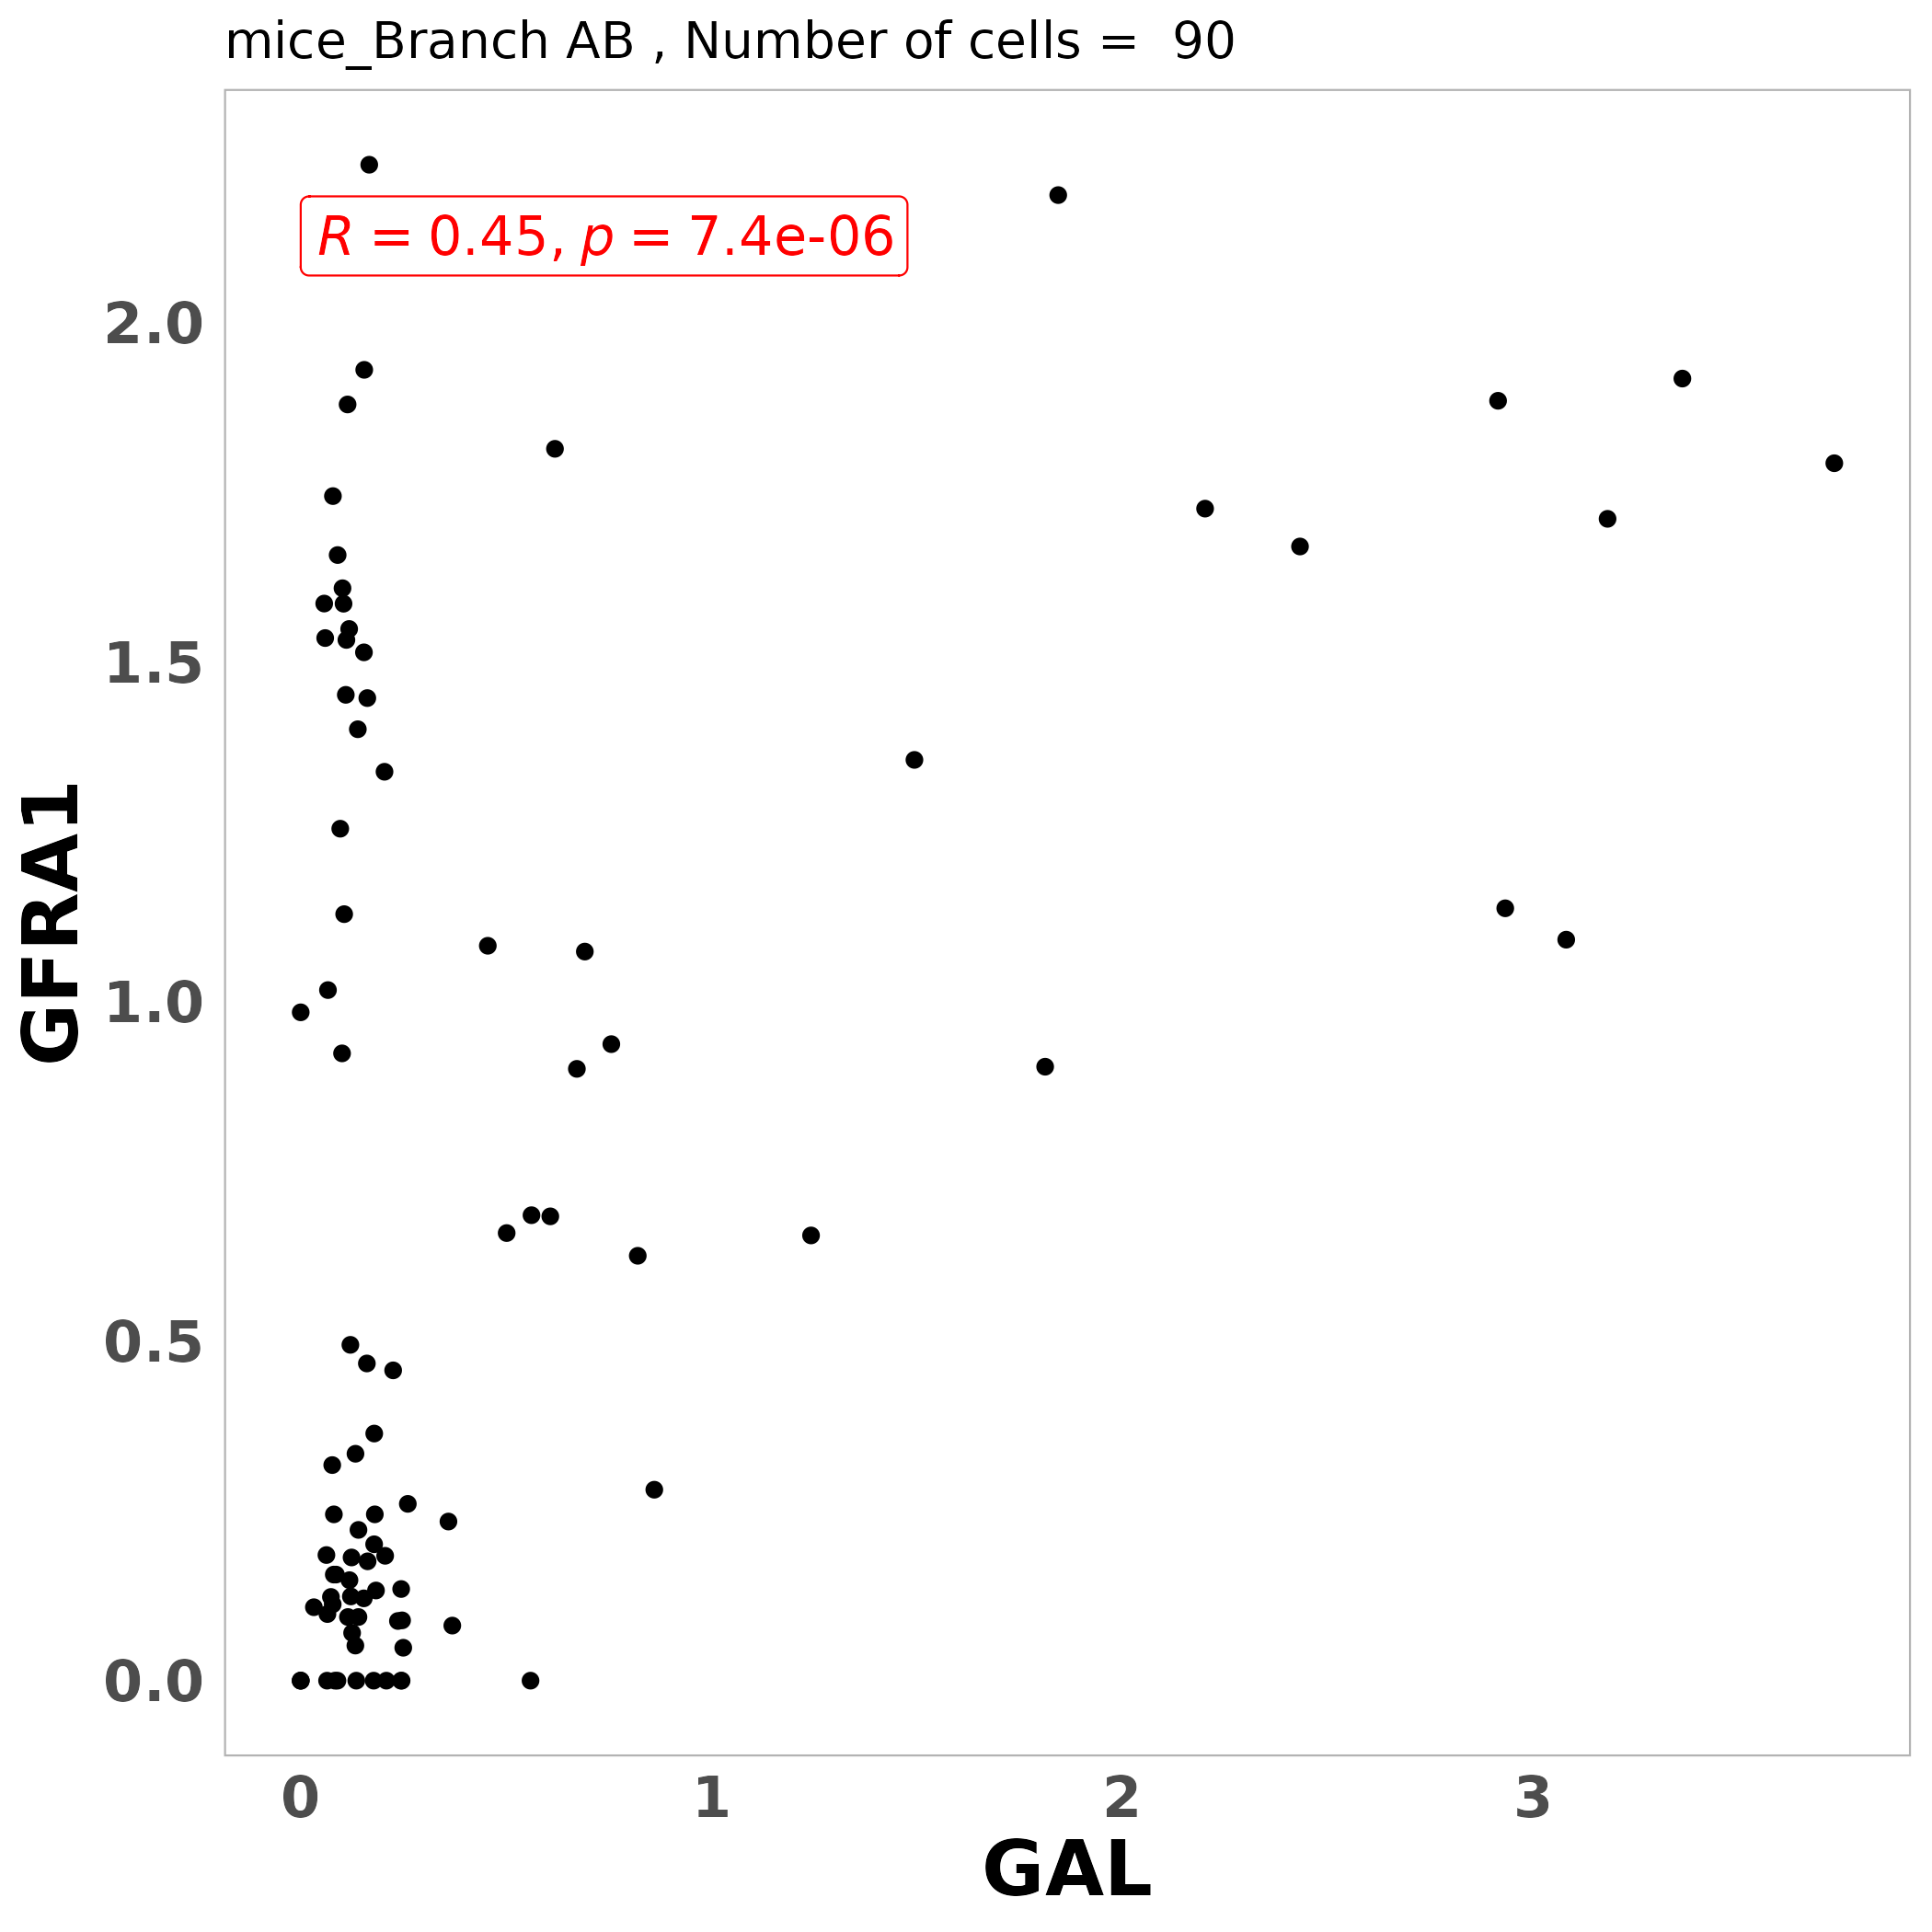 mice_Branch AB , Number of cells =  90
R = 0.45, p = 7.4e-06
2.0
1.5
1.0
0.5
0.0
GFRA1
0 1 2 3
GAL